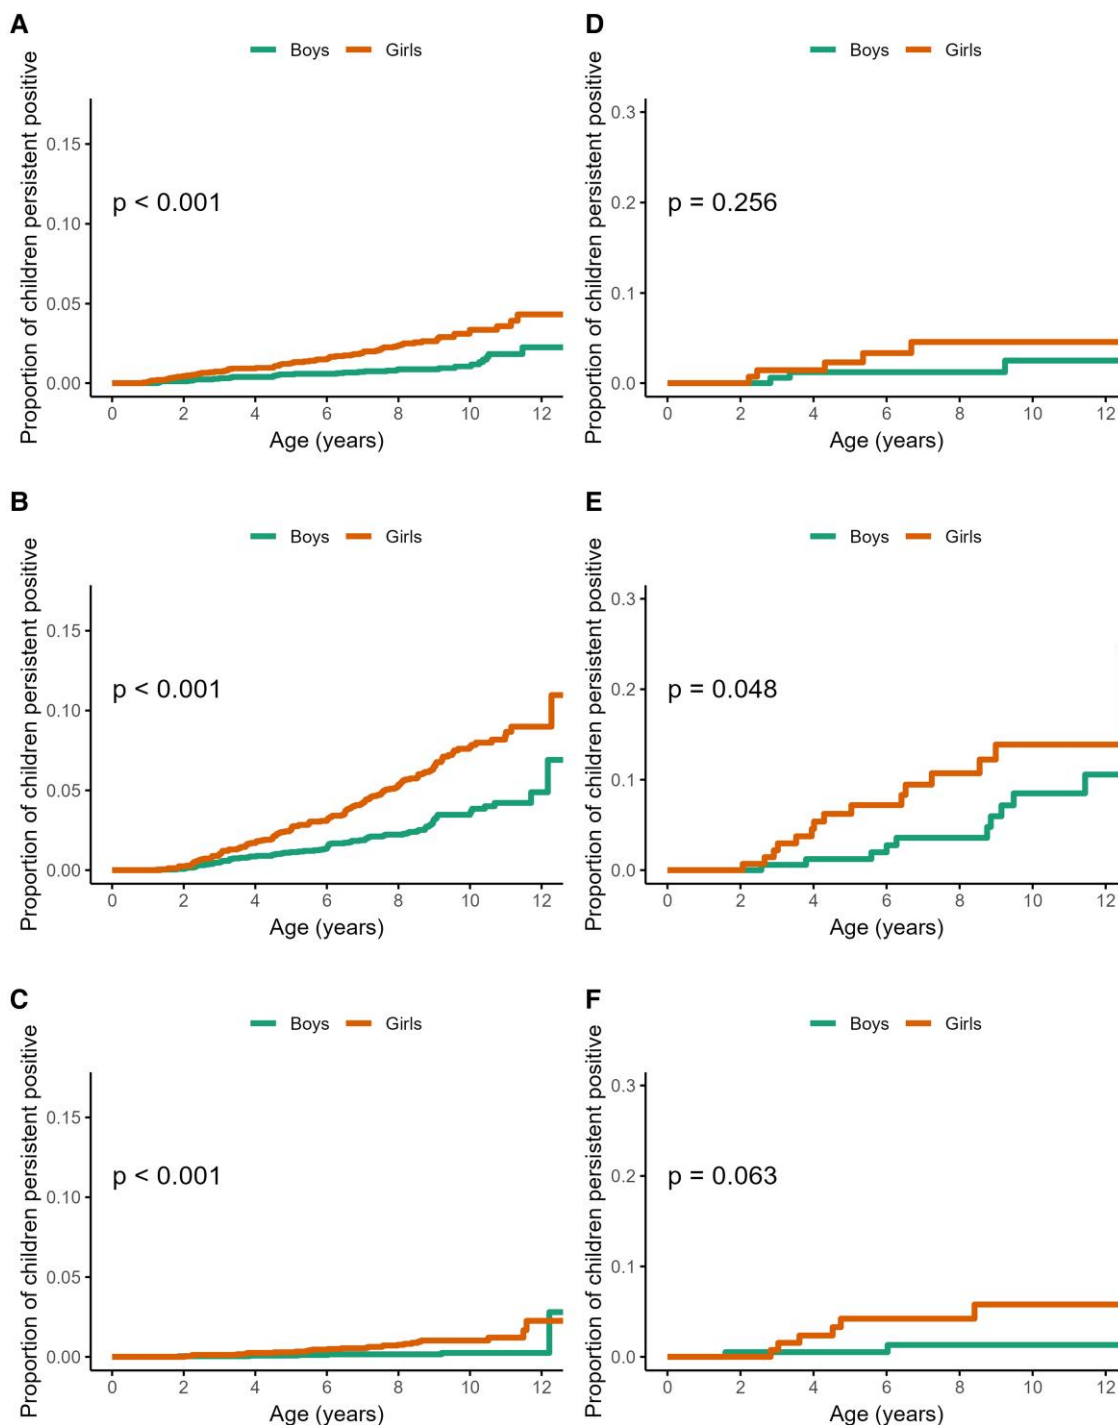 A
Boys Girls
Proportion of children persistent positive
0.15
0.10
0.05
0.00
p < 0.001
0 2 4 6 8 10 12
Age (years)
D
Boys Girls
Proportion of children persistent positive
0.3
0.2
0.1
0.0
p = 0.256
0 2 4 6 8 10 12
Age (years)
B
Boys Girls
Proportion of children persistent positive
0.15
0.10
0.05
0.00
p < 0.001
0 2 4 6 8 10 12
Age (years)
E
Boys Girls
Proportion of children persistent positive
0.3
0.2
0.1
0.0
p = 0.048
0 2 4 6 8 10 12
Age (years)
C
Boys Girls
Proportion of children persistent positive
0.15
0.10
0.05
0.00
p < 0.001
0 2 4 6 8 10 12
Age (years)
F
Boys Girls
Proportion of children persistent positive
0.3
0.2
0.1
0.0
p = 0.063
0 2 4 6 8 10 12
Age (years)